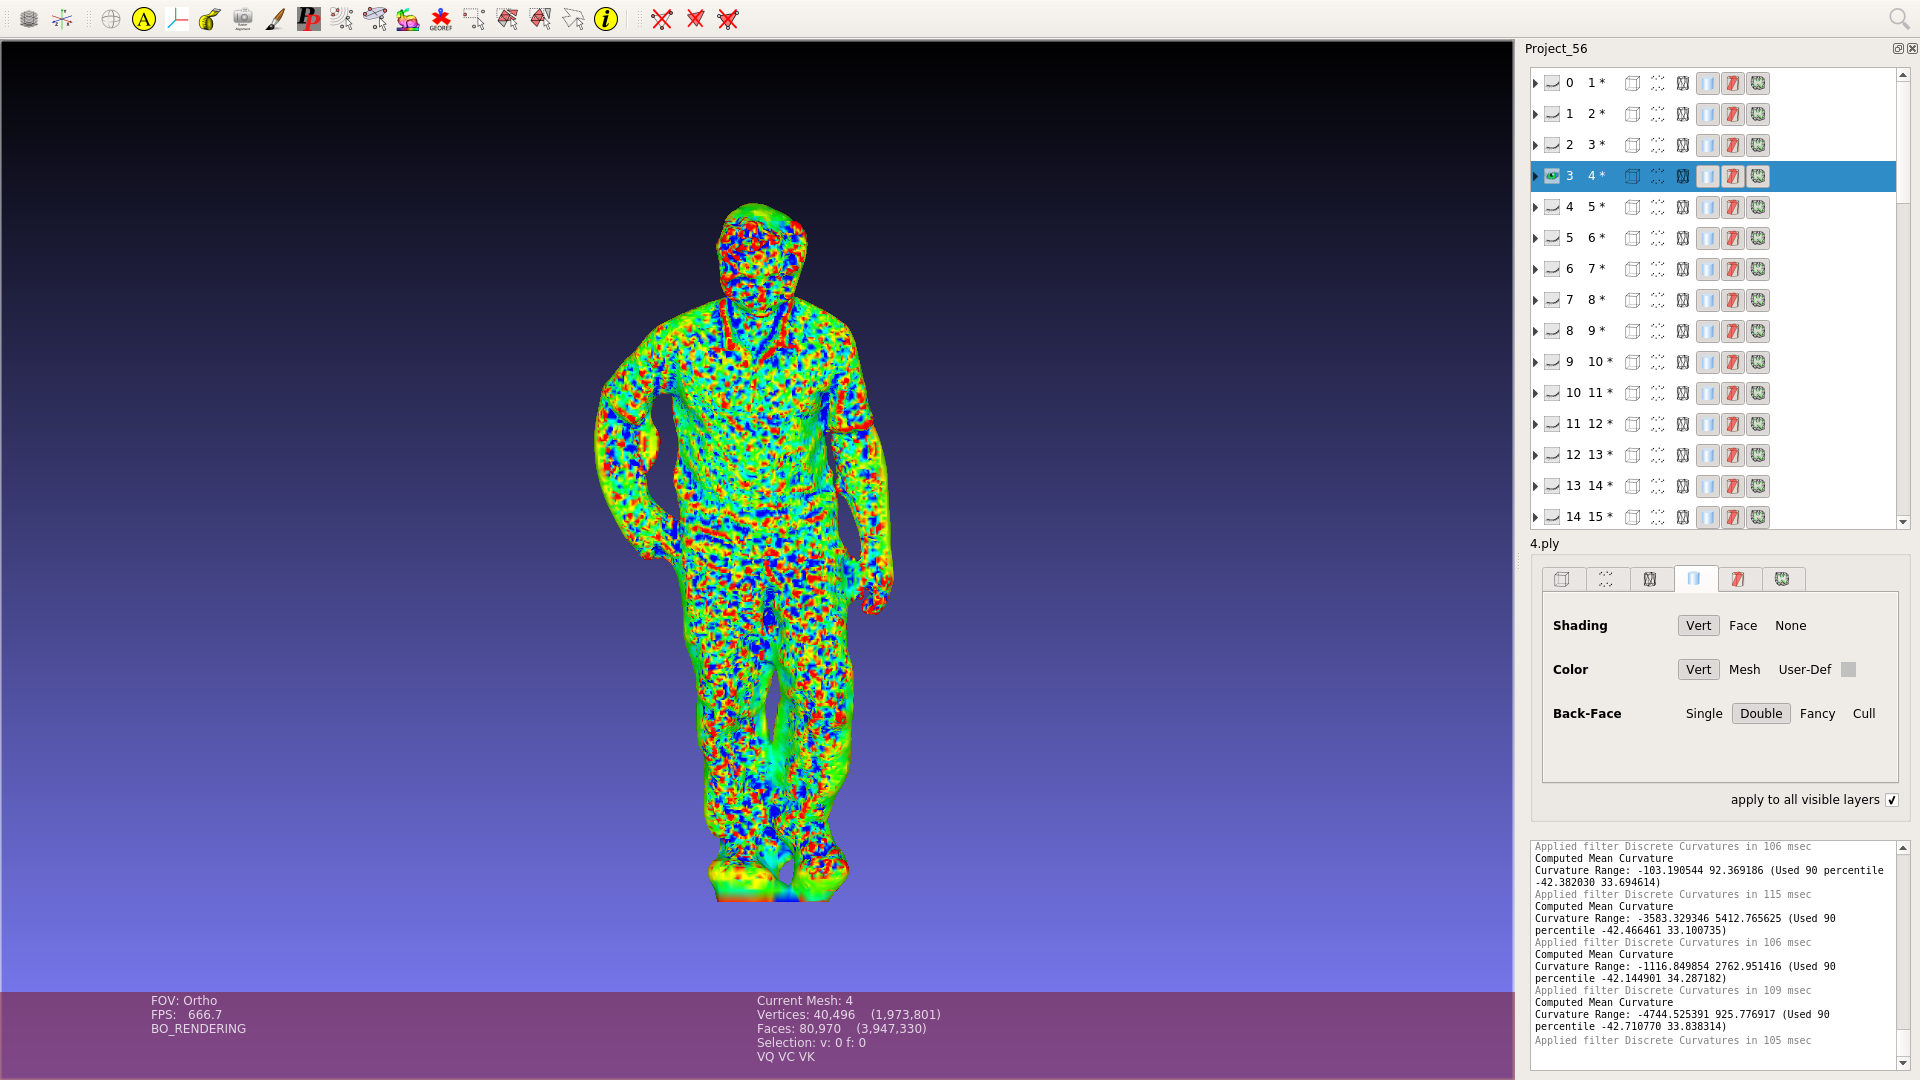 A
PP
GEOREF
i
Project_56
0 1 *
1 2 *
2 3 *
3 4 *
4 5 *
5 6 *
6 7 *
7 8 *
8 9 *
9 10 *
10 11 *
11 12 *
12 13 *
13 14 *
14 15 *
4.ply
Shading Vert Face None
Color Vert Mesh User-Def
Back-Face Single Double Fancy Cull
apply to all visible layers
Applied filter Discrete Curvatures in 106 msec
Computed Mean Curvature
Curvature Range: -103.190544 92.369186 (Used 90 percentile
-42.382030 33.694614)
Applied filter Discrete Curvatures in 115 msec
Computed Mean Curvature
Curvature Range: -3583.329346 5412.765625 (Used 90
percentile -42.466461 33.100735)
Applied filter Discrete Curvatures in 106 msec
Computed Mean Curvature
Curvature Range: -1116.849854 2762.951416 (Used 90
percentile -42.144901 34.287182)
Applied filter Discrete Curvatures in 109 msec
Computed Mean Curvature
Curvature Range: -4744.525391 925.776917 (Used 90
percentile -42.710770 33.838314)
Applied filter Discrete Curvatures in 105 msec
FOV: Ortho
FPS: 666.7
BO_RENDERING
Current Mesh: 4
Vertices: 40,496 (1,973,801)
Faces: 80,970 (3,947,330)
Selection: v: 0 f: 0
VQ VC VK